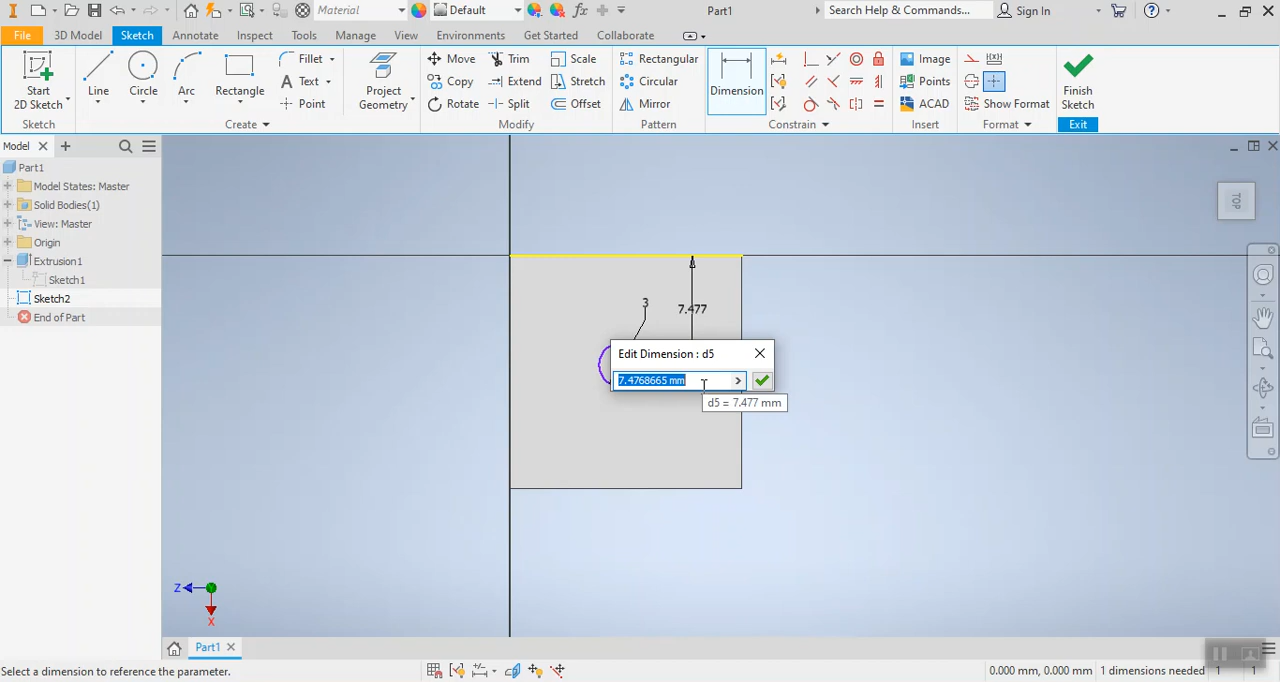 Material Default Part1 Search Help & Commands... Sign In
File 3D Model Sketch Annotate Inspect Tools Manage View Environments Get Started Collaborate
Start 2D Sketch Line Circle Arc Rectangle Fillet Text Point Project Geometry Move Copy Rotate Trim Extend Split Scale Stretch Offset Rectangular Circular Mirror Dimension Image Points ACAD Show Format Finish Sketch
Sketch Create Modify Pattern Constrain Insert Format Exit
Model
TOP
Part1
Model States: Master
Solid Bodies(1)
View: Master
Origin
Extrusion1
Sketch1
Sketch2
End of Part
3
7.477
Edit Dimension : d5
7.4768665 mm
d5 = 7.477 mm
Z
X
Part1
Select a dimension to reference the parameter. 0.000 mm, 0.000 mm 1 dimensions needed 1 1